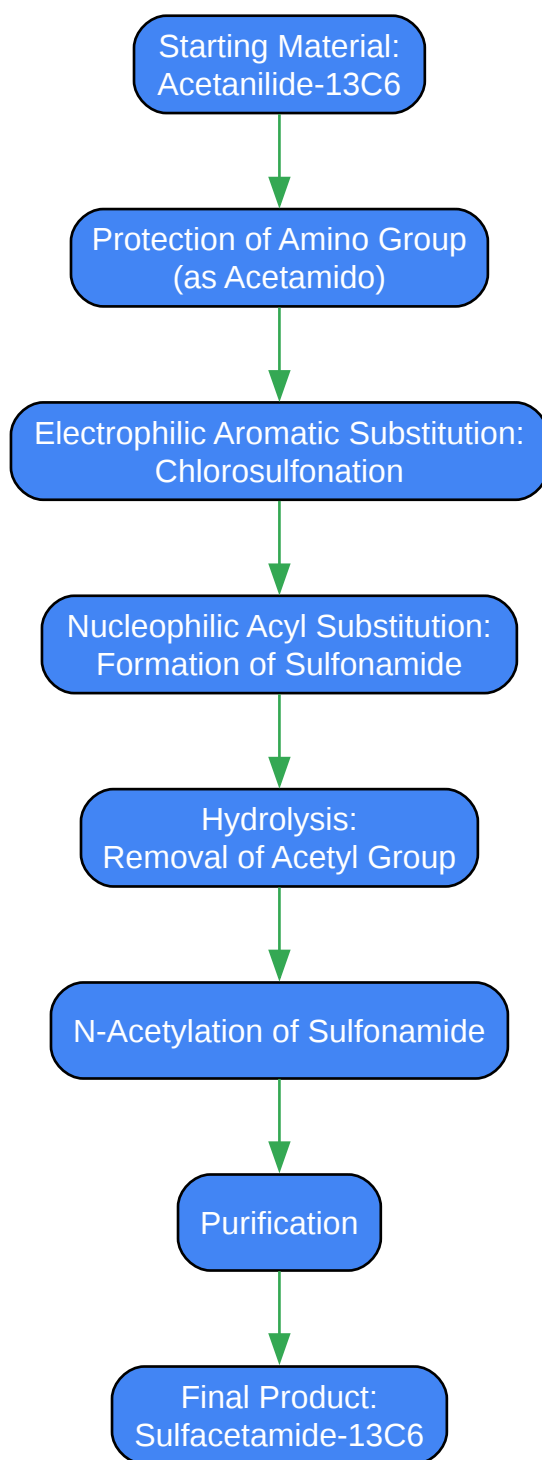 Starting Material:
Acetanilide-13C6
Protection of Amino Group
(as Acetamido)
Electrophilic Aromatic Substitution:
Chlorosulfonation
Nucleophilic Acyl Substitution:
Formation of Sulfonamide
Hydrolysis:
Removal of Acetyl Group
N-Acetylation of Sulfonamide
Purification
Final Product:
Sulfacetamide-13C6